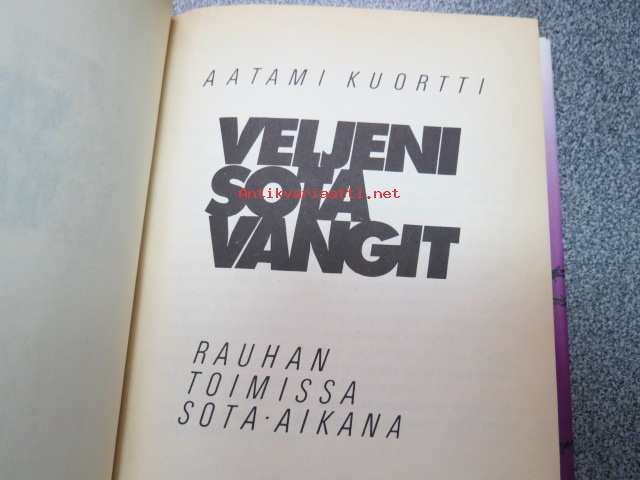 AATAMI KUORTTI
VELJENI
SOTA
Antikvariaatti.net
VANGIT
RAUHAN
TOIMISSA
SOTA-AIKANA